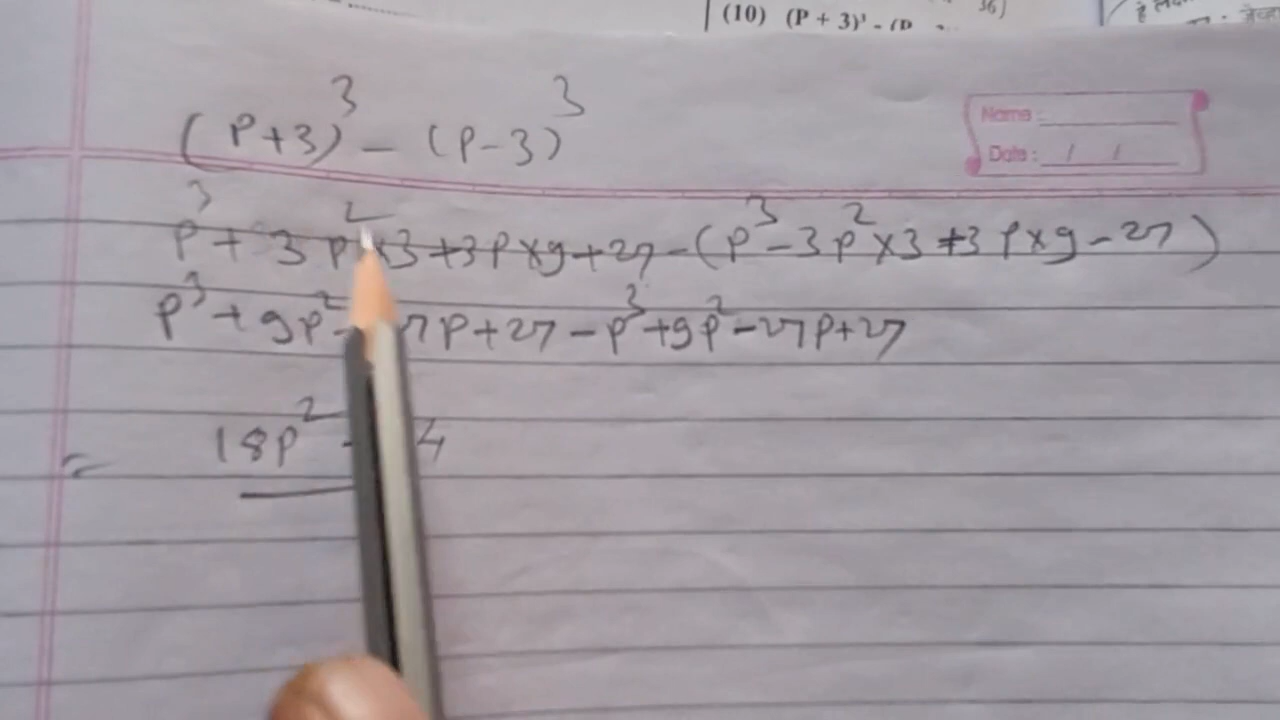 36)
(10) (P + 3)³ - (P
(P+3)³ - (P-3)³
Name :
Date : / /
P³ + 3P²×3+3P×9+27-(P³-3P²×3+3P×9-27)
P³+9P² 7P+27-P³+9P²-27P+27
= 18P² 4